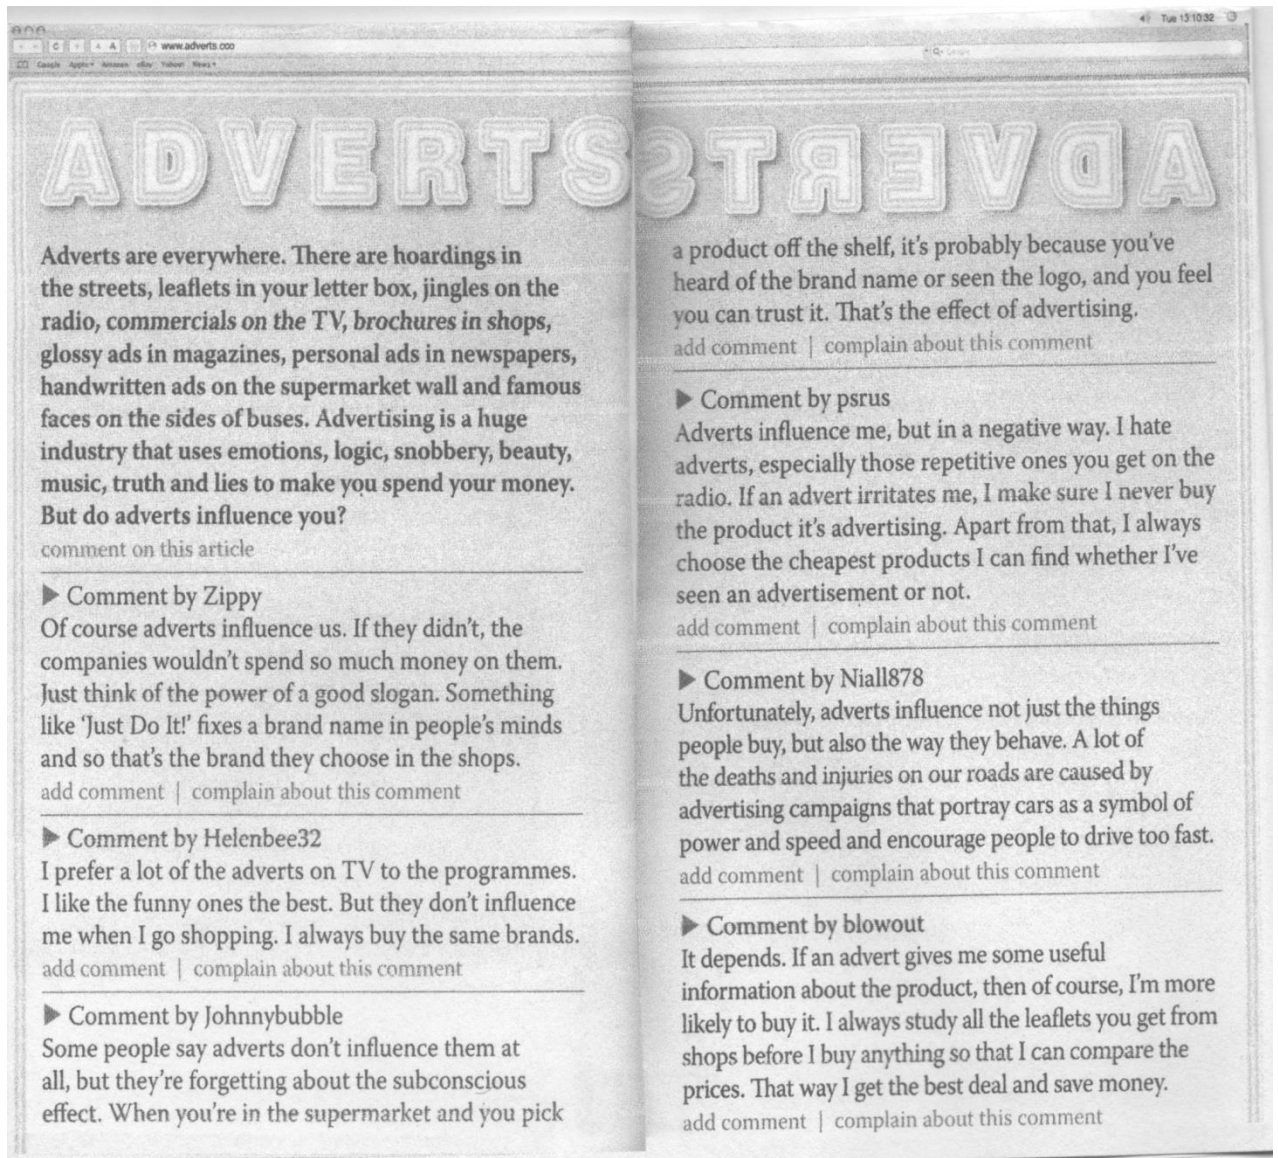 Tue 13:10:32
www.adverts.coo
Google Apple Amazon eBay Yahoo! News
ADVERTS
ADVERTS
Adverts are everywhere. There are hoardings in
the streets, leaflets in your letter box, jingles on the
radio, commercials on the TV, brochures in shops,
glossy ads in magazines, personal ads in newspapers,
handwritten ads on the supermarket wall and famous
faces on the sides of buses. Advertising is a huge
industry that uses emotions, logic, snobbery, beauty,
music, truth and lies to make you spend your money.
But do adverts influence you?
comment on this article
Comment by Zippy
Of course adverts influence us. If they didn't, the
companies wouldn't spend so much money on them.
Just think of the power of a good slogan. Something
like 'Just Do It!' fixes a brand name in people's minds
and so that's the brand they choose in the shops.
add comment | complain about this comment
Comment by Helenbee32
I prefer a lot of the adverts on TV to the programmes.
I like the funny ones the best. But they don't influence
me when I go shopping. I always buy the same brands.
add comment | complain about this comment
Comment by Johnnybubble
Some people say adverts don't influence them at
all, but they're forgetting about the subconscious
effect. When you're in the supermarket and you pick
a product off the shelf, it's probably because you've
heard of the brand name or seen the logo, and you feel
you can trust it. That's the effect of advertising.
add comment | complain about this comment
Comment by psrus
Adverts influence me, but in a negative way. I hate
adverts, especially those repetitive ones you get on the
radio. If an advert irritates me, I make sure I never buy
the product it's advertising. Apart from that, I always
choose the cheapest products I can find whether I've
seen an advertisement or not.
add comment | complain about this comment
Comment by Niall878
Unfortunately, adverts influence not just the things
people buy, but also the way they behave. A lot of
the deaths and injuries on our roads are caused by
advertising campaigns that portray cars as a symbol of
power and speed and encourage people to drive too fast.
add comment | complain about this comment
Comment by blowout
It depends. If an advert gives me some useful
information about the product, then of course, I'm more
likely to buy it. I always study all the leaflets you get from
shops before I buy anything so that I can compare the
prices. That way I get the best deal and save money.
add comment | complain about this comment